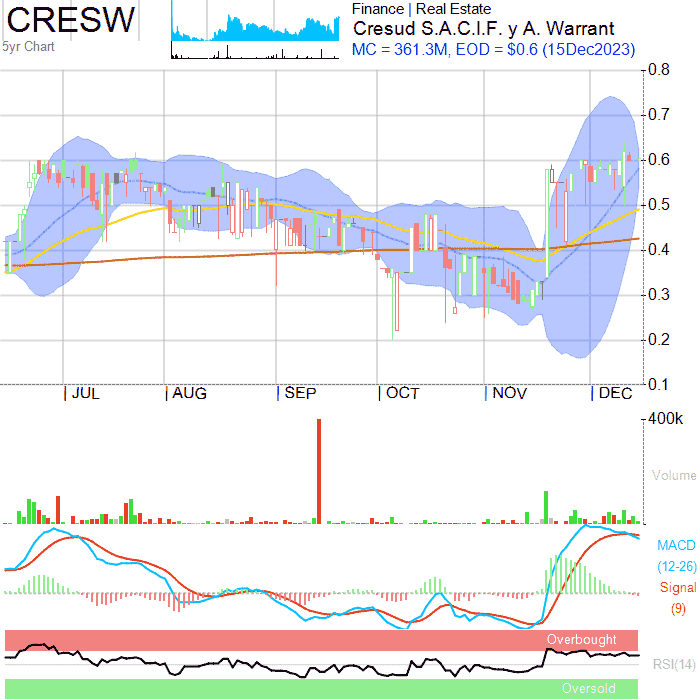 CRESW
5yr Chart
Finance | Real Estate
Cresud S.A.C.I.F. y A. Warrant
MC = 361.3M, EOD = $0.6 (15Dec2023)
0.8
0.7
0.6
0.5
0.4
0.3
0.2
0.1
| JUL | AUG | SEP | OCT | NOV | DEC
400k
Volume
MACD
(12-26)
Signal
(9)
Overbought
RSI(14)
Oversold